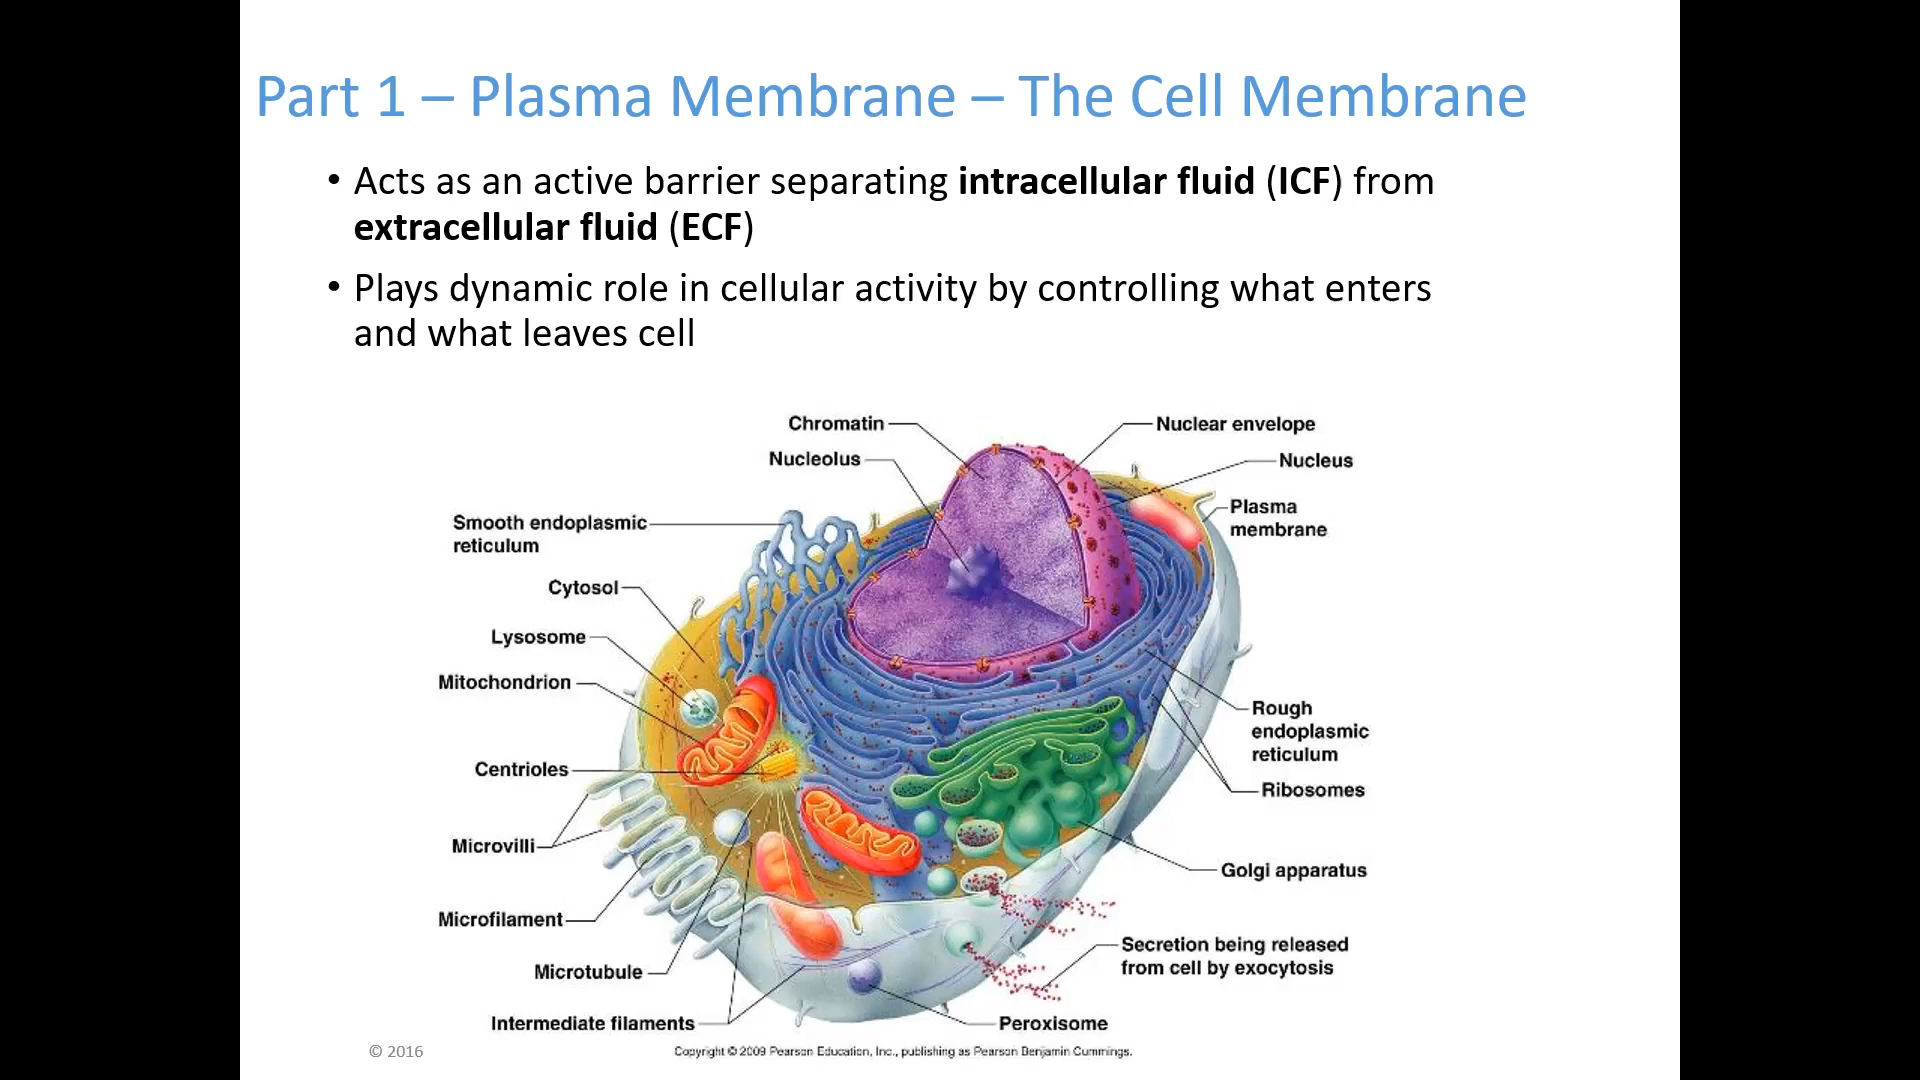 Part 1 – Plasma Membrane – The Cell Membrane
• Acts as an active barrier separating intracellular fluid (ICF) from
extracellular fluid (ECF)
• Plays dynamic role in cellular activity by controlling what enters
and what leaves cell
Chromatin
Nucleolus
Smooth endoplasmic
reticulum
Cytosol
Lysosome
Mitochondrion
Centrioles
Microvilli
Microfilament
Microtubule
Intermediate filaments
Nuclear envelope
Nucleus
Plasma
membrane
Rough
endoplasmic
reticulum
Ribosomes
Golgi apparatus
Secretion being released
from cell by exocytosis
Peroxisome
© 2016
Copyright © 2009 Pearson Education, Inc., publishing as Pearson Benjamin Cummings.